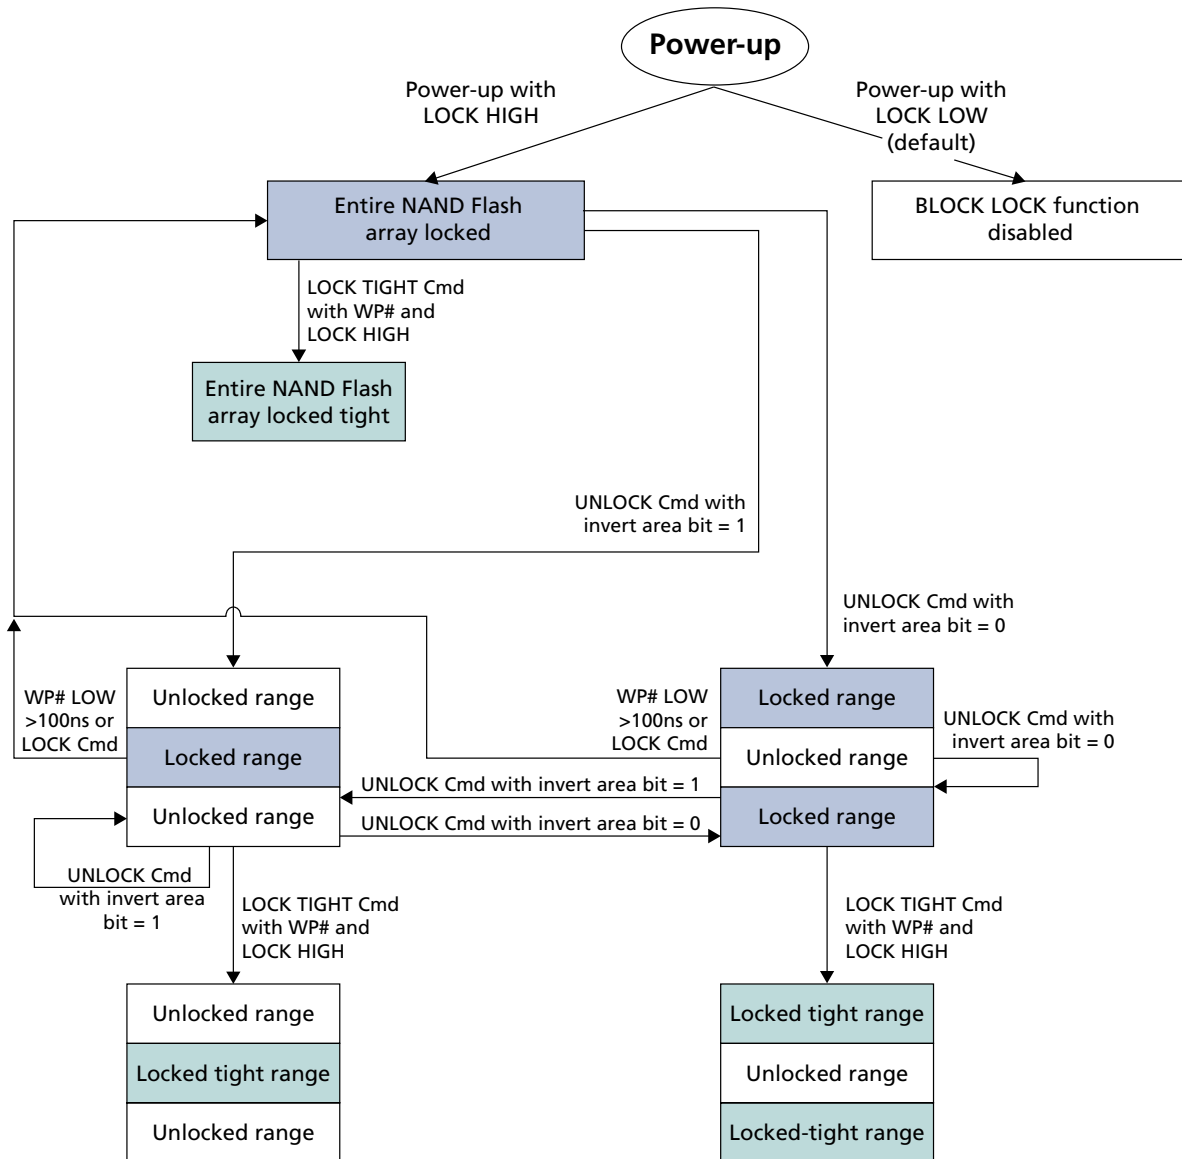 Power-up
Power-up with
LOCK HIGH
Power-up with
LOCK LOW
(default)
Entire NAND Flash
array locked
BLOCK LOCK function
disabled
LOCK TIGHT Cmd
with WP# and
LOCK HIGH
Entire NAND Flash
array locked tight
UNLOCK Cmd with
invert area bit = 1
UNLOCK Cmd with
invert area bit = 0
WP# LOW
>100ns or
LOCK Cmd
Unlocked range
Locked range
Unlocked range
WP# LOW
>100ns or
LOCK Cmd
Locked range
Unlocked range
Locked range
UNLOCK Cmd with
invert area bit = 0
UNLOCK Cmd with invert area bit = 1
UNLOCK Cmd with invert area bit = 0
UNLOCK Cmd
with invert area
bit = 1
LOCK TIGHT Cmd
with WP# and
LOCK HIGH
LOCK TIGHT Cmd
with WP# and
LOCK HIGH
Unlocked range
Locked tight range
Unlocked range
Locked tight range
Unlocked range
Locked-tight range